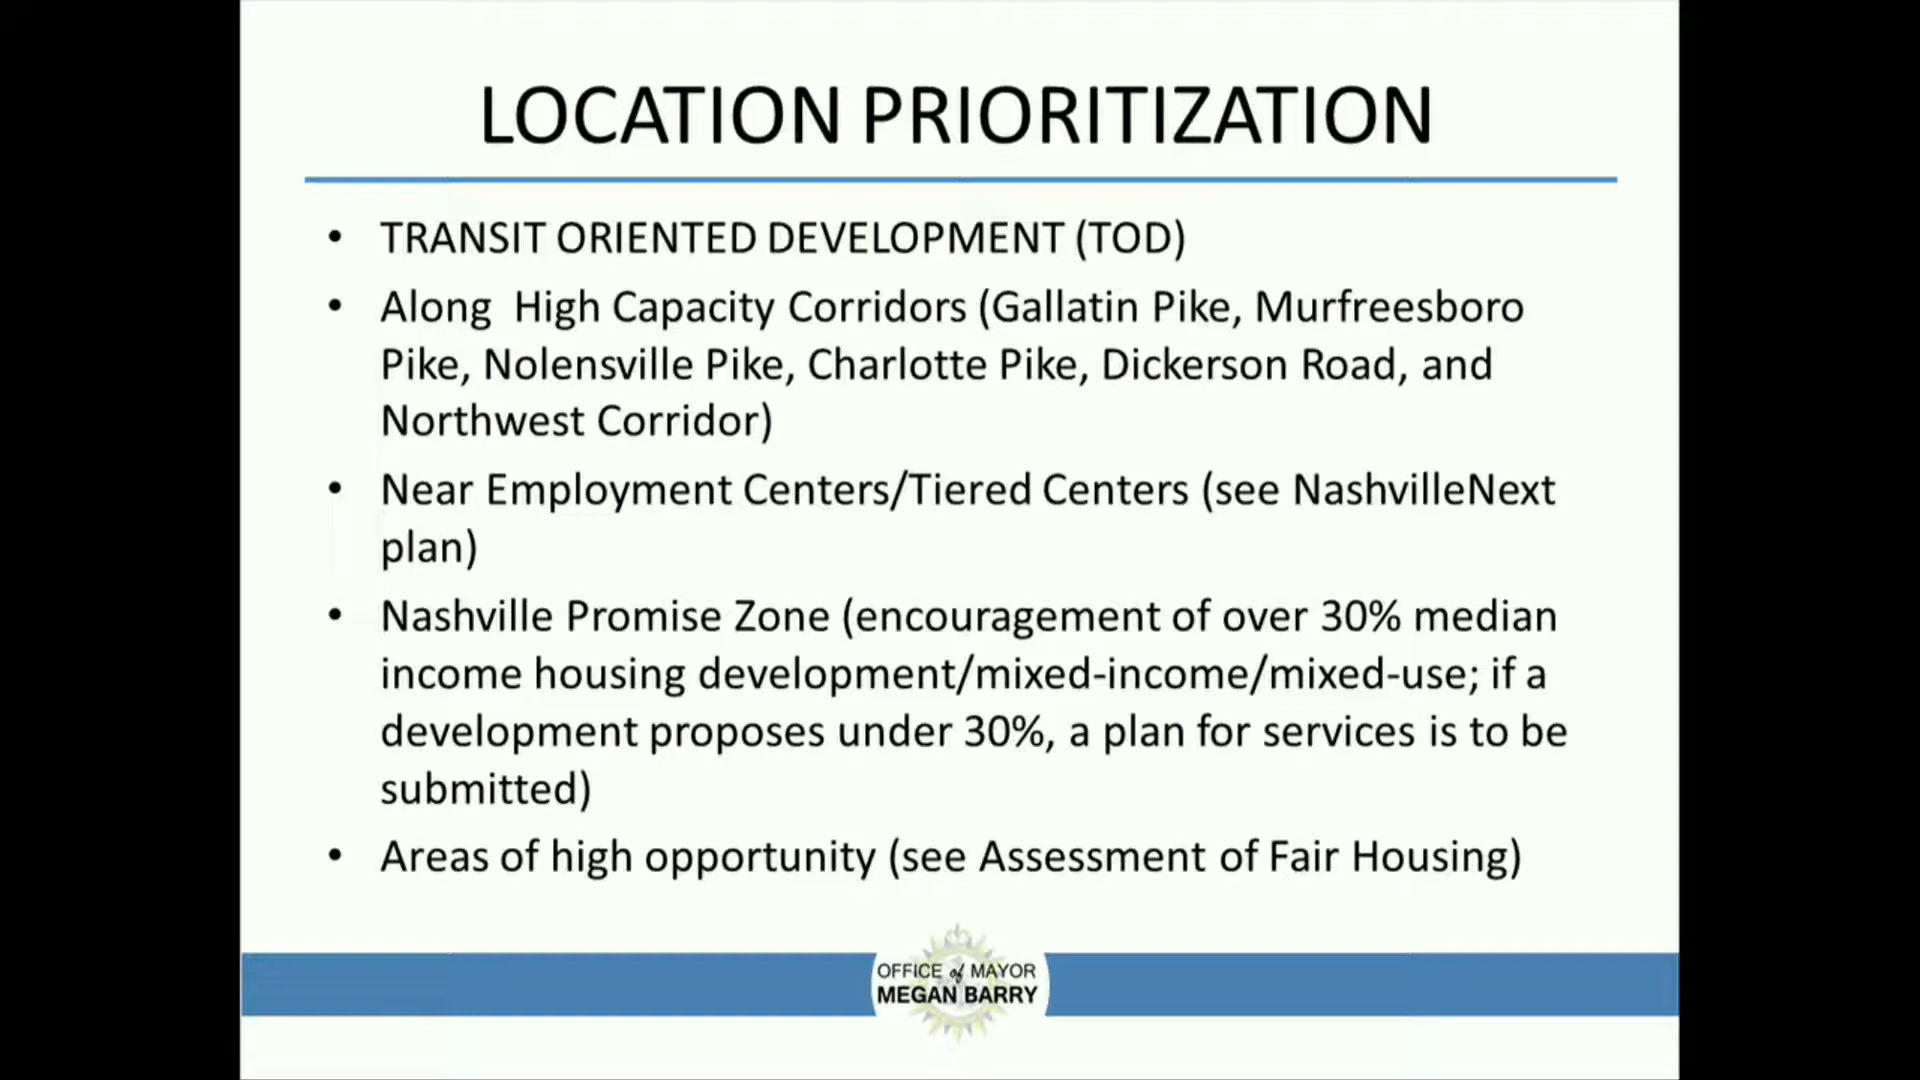 LOCATION PRIORITIZATION
• TRANSIT ORIENTED DEVELOPMENT (TOD)
• Along High Capacity Corridors (Gallatin Pike, Murfreesboro
Pike, Nolensville Pike, Charlotte Pike, Dickerson Road, and
Northwest Corridor)
• Near Employment Centers/Tiered Centers (see NashvilleNext
plan)
• Nashville Promise Zone (encouragement of over 30% median
income housing development/mixed-income/mixed-use; if a
development proposes under 30%, a plan for services is to be
submitted)
• Areas of high opportunity (see Assessment of Fair Housing)
OFFICE of MAYOR
MEGAN BARRY